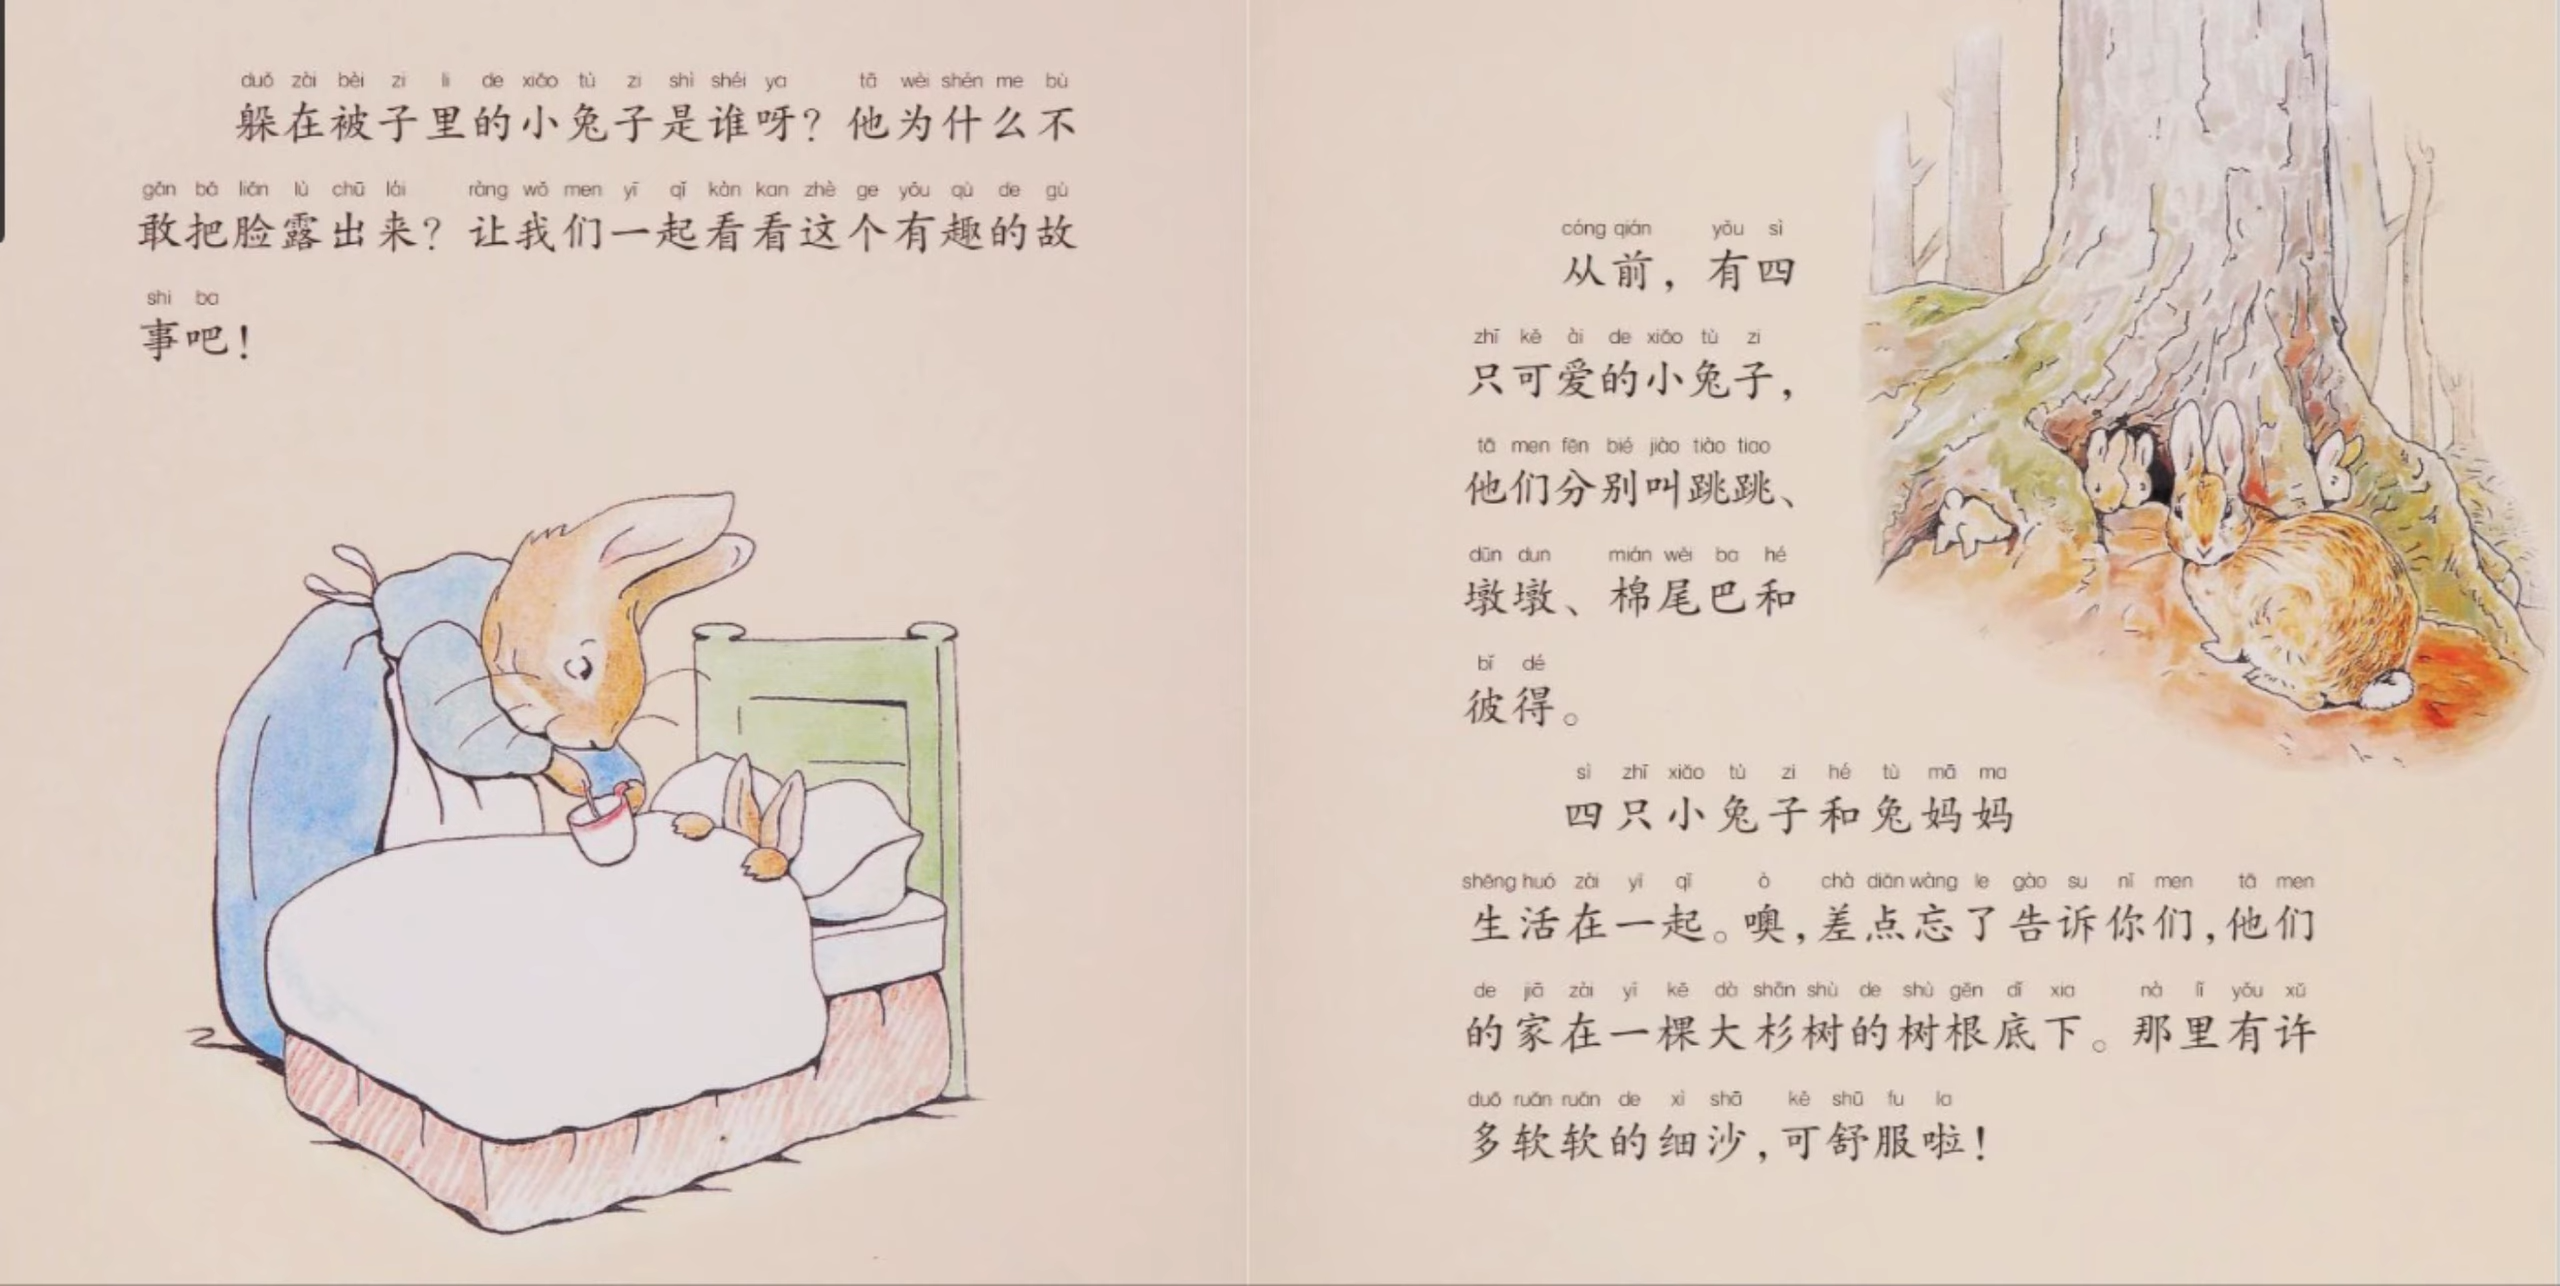 duǒ zài bèi zi li de xiǎo tù zi shì shéi ya tā wèi shén me bù
躲在被子里的小兔子是谁呀？他为什么不
gǎn bǎ liǎn lù chū lái ràng wǒ men yī qǐ kàn kan zhè ge yǒu qù de gù
敢把脸露出来？让我们一起看看这个有趣的故
shi ba
事吧！
cóng qián yǒu sì
从前，有四
zhī kě ài de xiǎo tù zi
只可爱的小兔子，
tā men fēn bié jiào tiào tiao
他们分别叫跳跳、
dūn dun mián wěi ba hé
墩墩、棉尾巴和
bǐ dé
彼得。
sì zhī xiǎo tù zi hé tù mā ma
四只小兔子和兔妈妈
shēng huó zài yì qǐ ò chà diǎn wàng le gào su nǐ men tā men
生活在一起。噢，差点忘了告诉你们，他们
de jiā zài yì kē dà shān shù de shù gēn dǐ xia nà lǐ yǒu xǔ
的家在一棵大杉树的树根底下。那里有许
duō ruǎn ruǎn de xì shā kě shū fu la
多软软的细沙，可舒服啦！